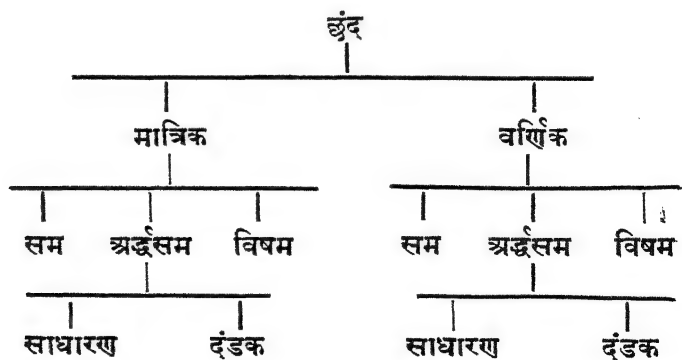 छंद
मात्रिक वर्णिक
सम अर्द्धसम विषम सम अर्द्धसम विषम
साधारण दंडक साधारण दंडक